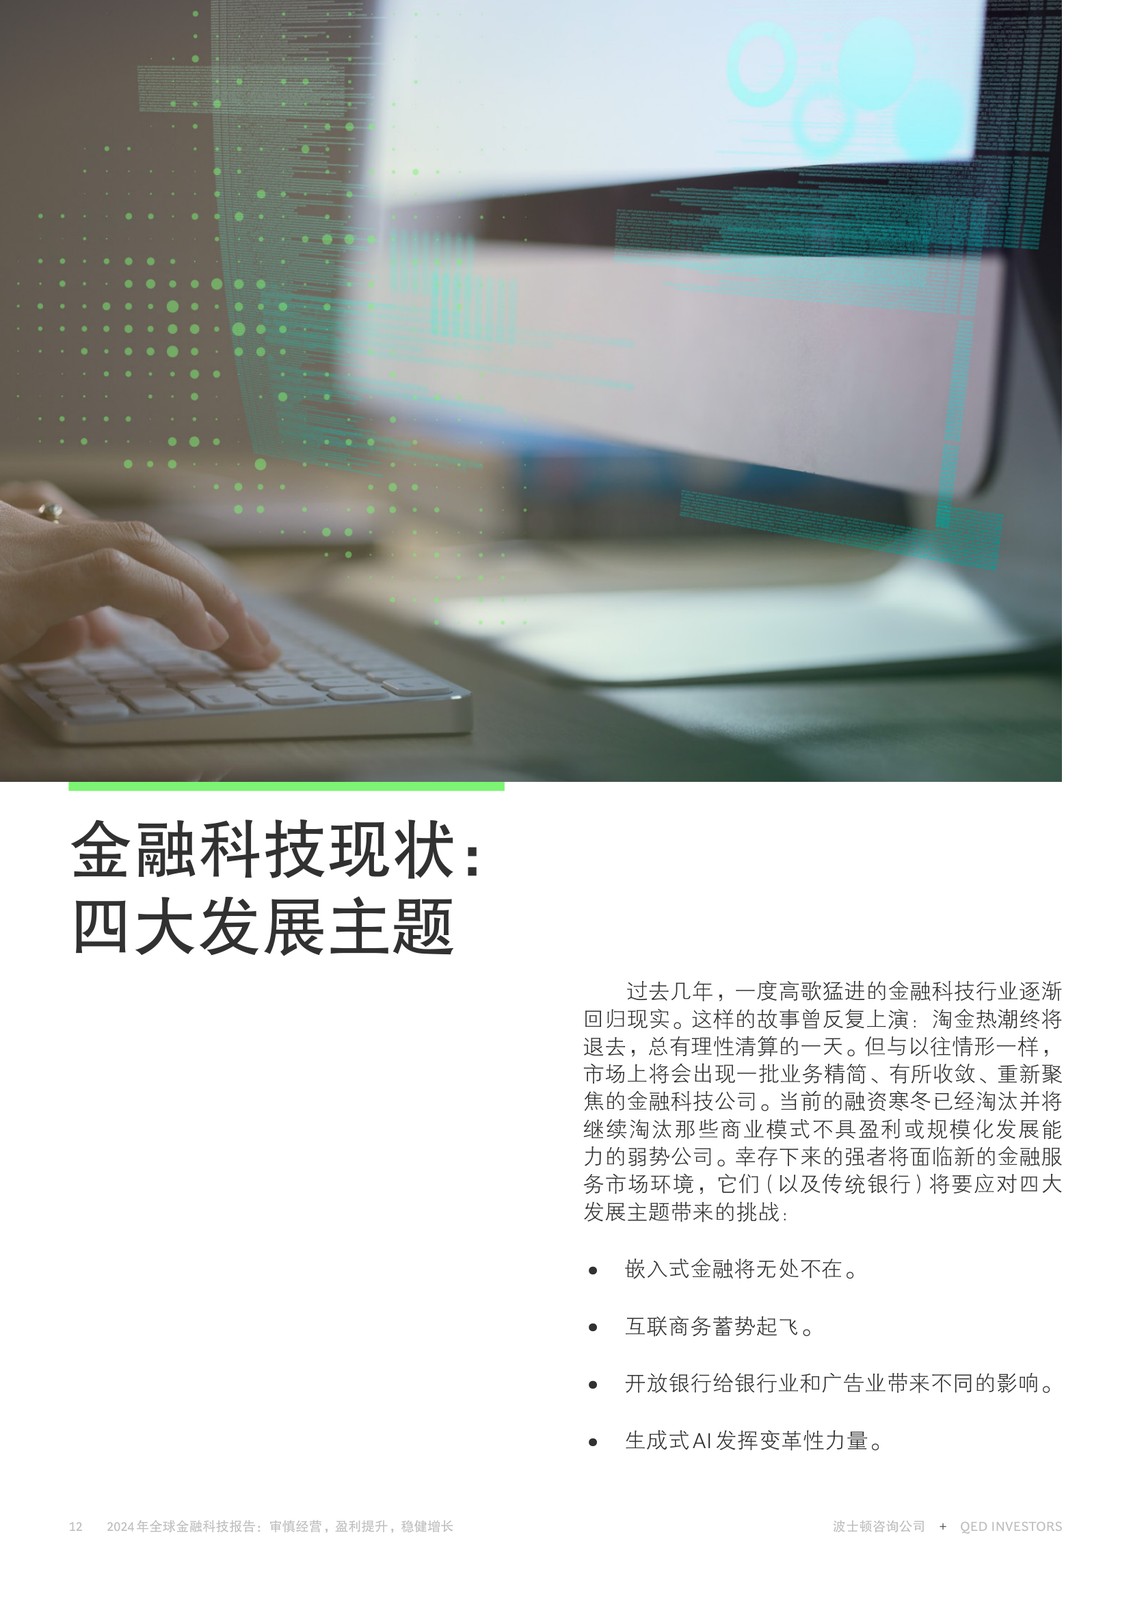 金融科技现状：
四大发展主题
过去几年，一度高歌猛进的金融科技行业逐渐
回归现实。这样的故事曾反复上演：淘金热潮终将
退去，总有理性清算的一天。但与以往情形一样，
市场上将会出现一批业务精简、有所收敛、重新聚
焦的金融科技公司。当前的融资寒冬已经淘汰并将
继续淘汰那些商业模式不具盈利或规模化发展能
力的弱势公司。幸存下来的强者将面临新的金融服
务市场环境，它们（以及传统银行）将要应对四大
发展主题带来的挑战：
• 嵌入式金融将无处不在。
• 互联商务蓄势起飞。
• 开放银行给银行业和广告业带来不同的影响。
• 生成式AI发挥变革性力量。
12 2024年全球金融科技报告：审慎经营，盈利提升，稳健增长
波士顿咨询公司 + QED INVESTORS